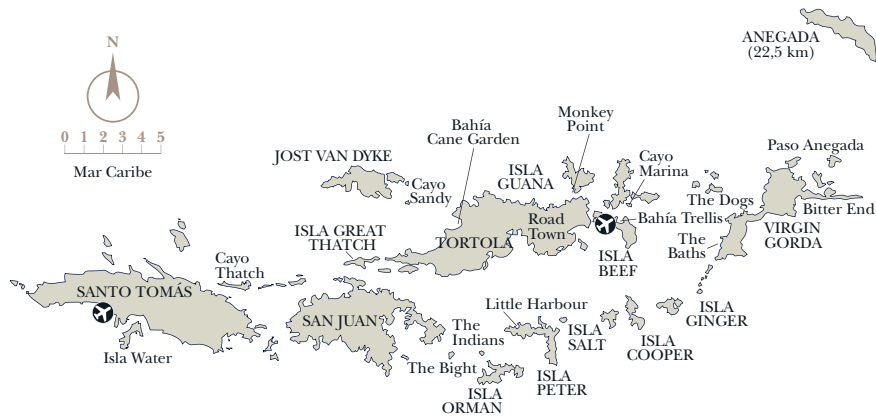 ANEGADA
(22,5 km)
N
0 1 2 3 4 5
Mar Caribe
Monkey
Point
Bahía
Cane Garden
JOST VAN DYKE
ISLA
GUANA
Cayo
Marina
Paso Anegada
Cayo
Sandy
The Dogs
Bitter End
Road
Town
Bahía Trellis
ISLA GREAT
THATCH
TORTOLA
The
Baths
VIRGIN
GORDA
ISLA
BEEF
Cayo
Thatch
SANTO TOMÁS
Little Harbour
ISLA
GINGER
SAN JUAN
The
Indians
ISLA
SALT
ISLA
COOPER
Isla Water
The Bight
ISLA
PETER
ISLA
ORMAN